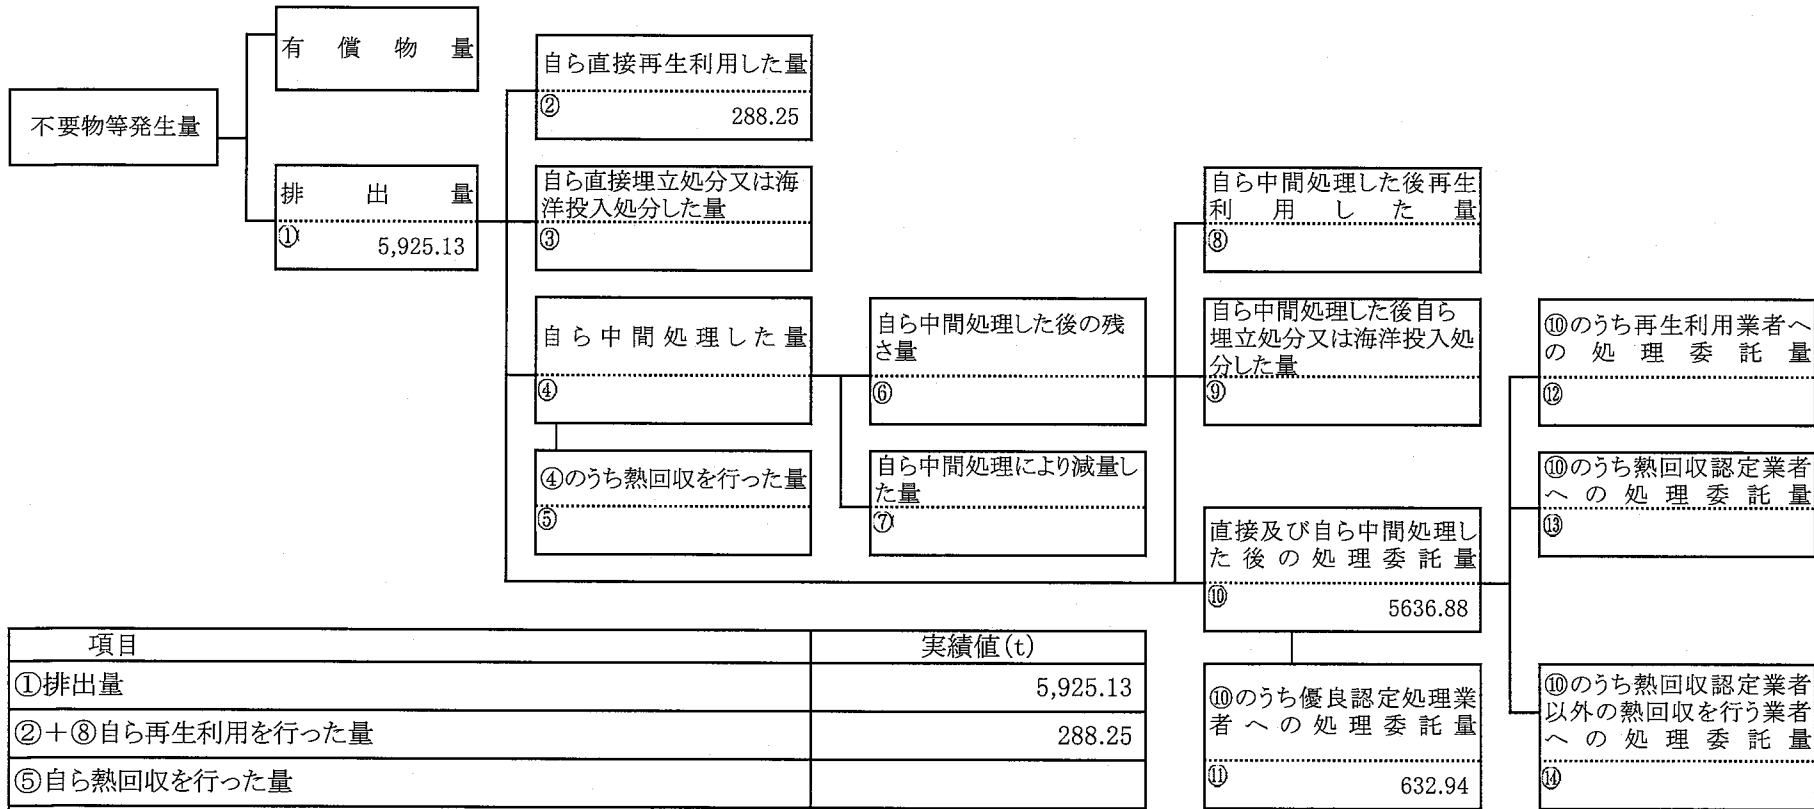 不要物等発生量
有償物量
排出量
① 5,925.13
自ら直接再生利用した量
② 288.25
自ら直接埋立処分又は海
洋投入処分した量
③
自ら中間処理した量
④
④のうち熱回収を行った量
⑤
自ら中間処理した後の残
さ量
⑥
自ら中間処理により減量し
た量
⑦
自ら中間処理した後再生
利用した量
⑧
自ら中間処理した後自ら
埋立処分又は海洋投入処
分した量
⑨
直接及び自ら中間処理し
た後の処理委託量
⑩ 5636.88
⑩のうち優良認定処理業
者への処理委託量
⑪ 632.94
⑩のうち再生利用業者へ
の処理委託量
⑫
⑩のうち熱回収認定業者
への処理委託量
⑬
⑩のうち熱回収認定業者
以外の熱回収を行う業者
への処理委託量
⑭
項目 実績値(t)
①排出量 5,925.13
②+⑧自ら再生利用を行った量 288.25
⑤自ら熱回収を行った量